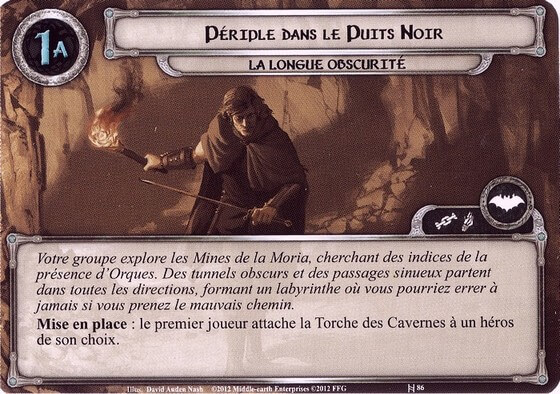 1A
PÉRIPLE DANS LE PUITS NOIR
LA LONGUE OBSCURITÉ
Votre groupe explore les Mines de la Moria, cherchant des indices de la
présence d'Orques. Des tunnels obscurs et des passages sinueux partent
dans toutes les directions, formant un labyrinthe où vous pourriez errer à
jamais si vous prenez le mauvais chemin.
Mise en place : le premier joueur attache la Torche des Cavernes à un héros
de son choix.
Illus. David Auden Nash ©2012 Middle-earth Enterprises ©2012 FFG 86